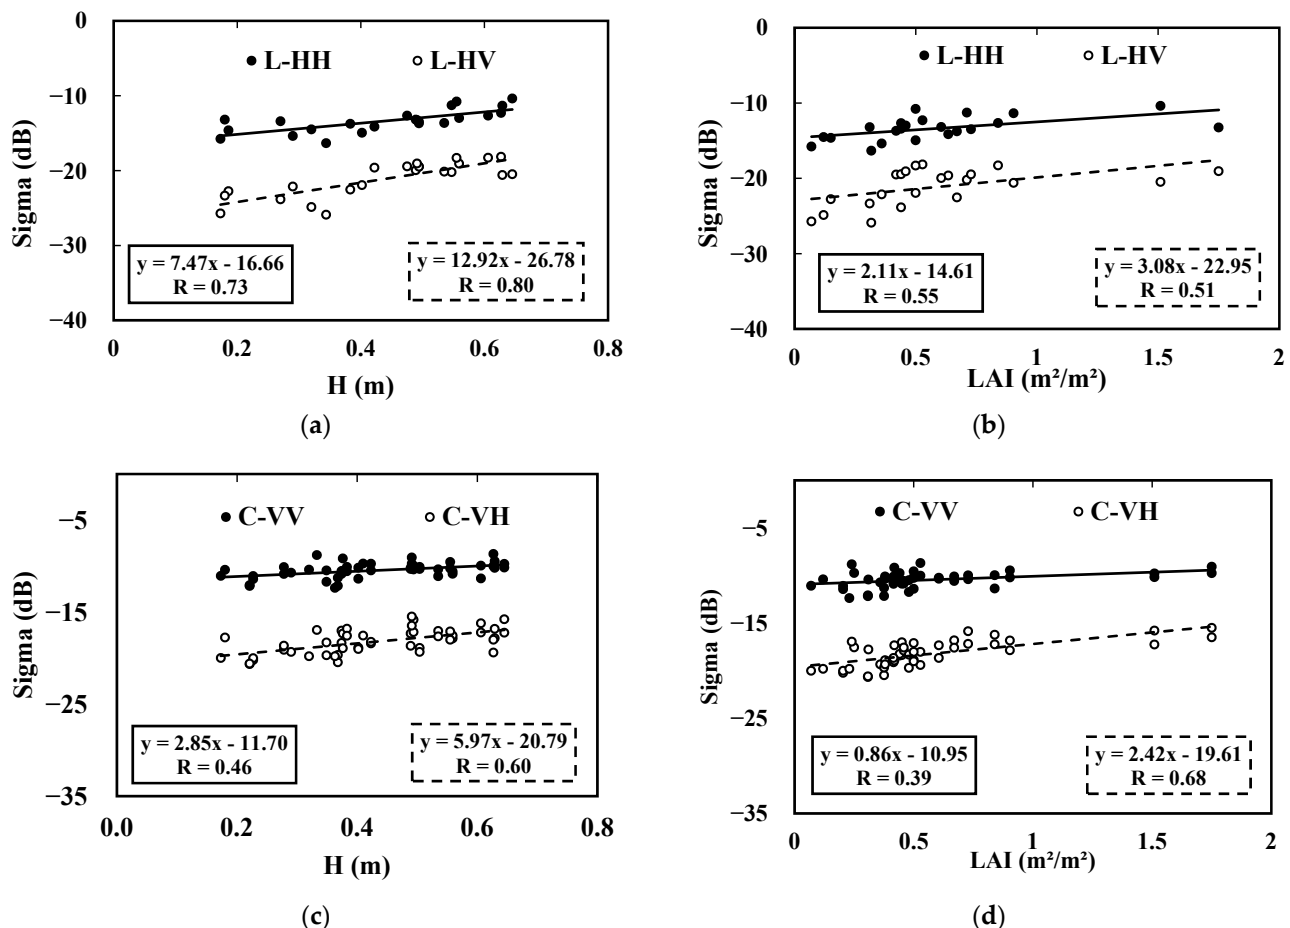 0
−10
−20
−30
−40
Sigma (dB)
L-HH
L-HV
y = 7.47x - 16.66
R = 0.73
y = 12.92x - 26.78
R = 0.80
0
0.2
0.4
0.6
0.8
H (m)
(a)
0
−10
−20
−30
−40
Sigma (dB)
L-HH
L-HV
y = 2.11x - 14.61
R = 0.55
y = 3.08x - 22.95
R = 0.51
0
0.5
1
1.5
2
LAI (m²/m²)
(b)
−5
−15
−25
−35
Sigma (dB)
C-VV
C-VH
y = 2.85x - 11.70
R = 0.46
y = 5.97x - 20.79
R = 0.60
0.0
0.2
0.4
0.6
0.8
H (m)
(c)
−5
−15
−25
−35
Sigma (dB)
C-VV
C-VH
y = 0.86x - 10.95
R = 0.39
y = 2.42x - 19.61
R = 0.68
0
0.5
1
1.5
2
LAI (m²/m²)
(d)